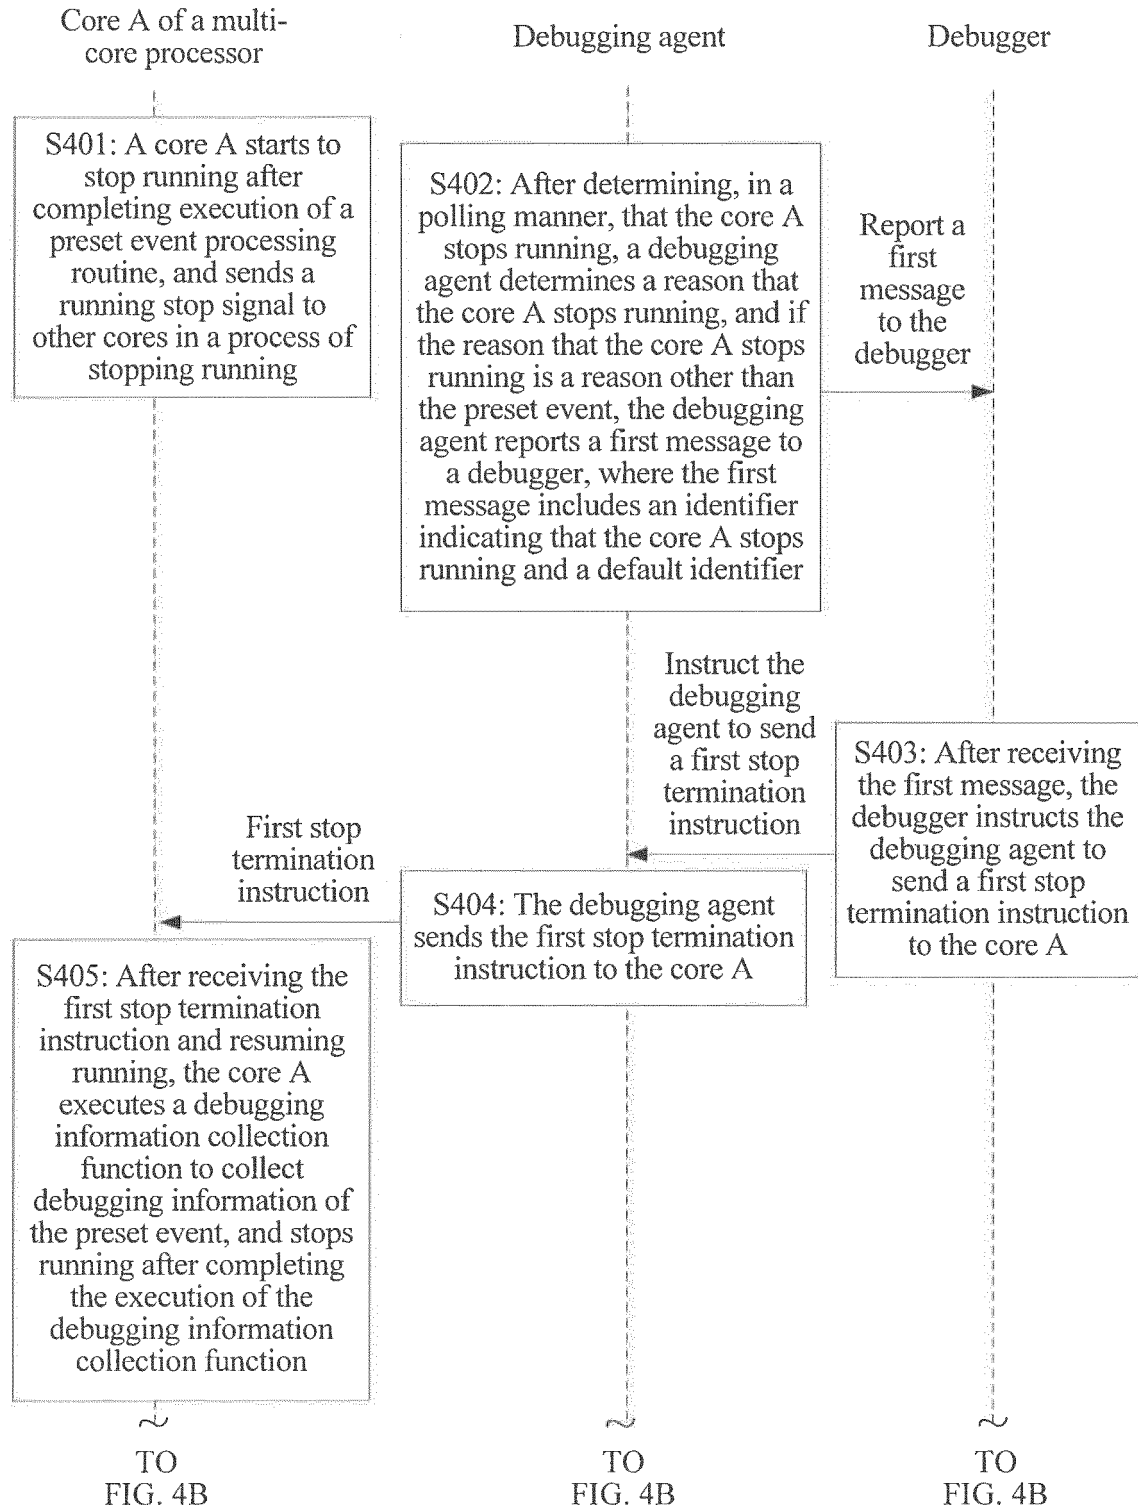 Core A of a multi-
core processor
Debugging agent
Debugger
S401: A core A starts to
stop running after
completing execution of a
preset event processing
routine, and sends a
running stop signal to
other cores in a process of
stopping running
S402: After determining, in a
polling manner, that the core A
stops running, a debugging
agent determines a reason that
the core A stops running, and if
the reason that the core A stops
running is a reason other than
the preset event, the debugging
agent reports a first message to
a debugger, where the first
message includes an identifier
indicating that the core A stops
running and a default identifier
Report a
first
message
to the
debugger
Instruct the
debugging
agent to send
a first stop
termination
instruction
S403: After receiving
the first message, the
debugger instructs the
debugging agent to
send a first stop
termination instruction
to the core A
First stop
termination
instruction
S404: The debugging agent
sends the first stop termination
instruction to the core A
S405: After receiving the
first stop termination
instruction and resuming
running, the core A
executes a debugging
information collection
function to collect
debugging information of
the preset event, and stops
running after completing
the execution of the
debugging information
collection function
TO
FIG. 4B
TO
FIG. 4B
TO
FIG. 4B